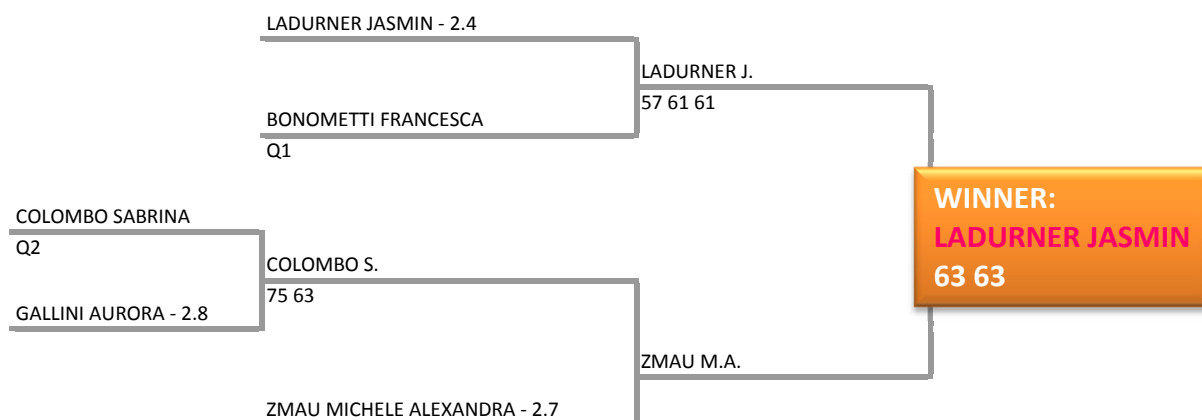 LADURNER JASMIN - 2.4
LADURNER J.
57 61 61
BONOMETTI FRANCESCA
Q1
WINNER:
LADURNER JASMIN
63 63
COLOMBO SABRINA
Q2
COLOMBO S.
75 63
GALLINI AURORA - 2.8
ZMAU M.A.
ZMAU MICHELE ALEXANDRA - 2.7